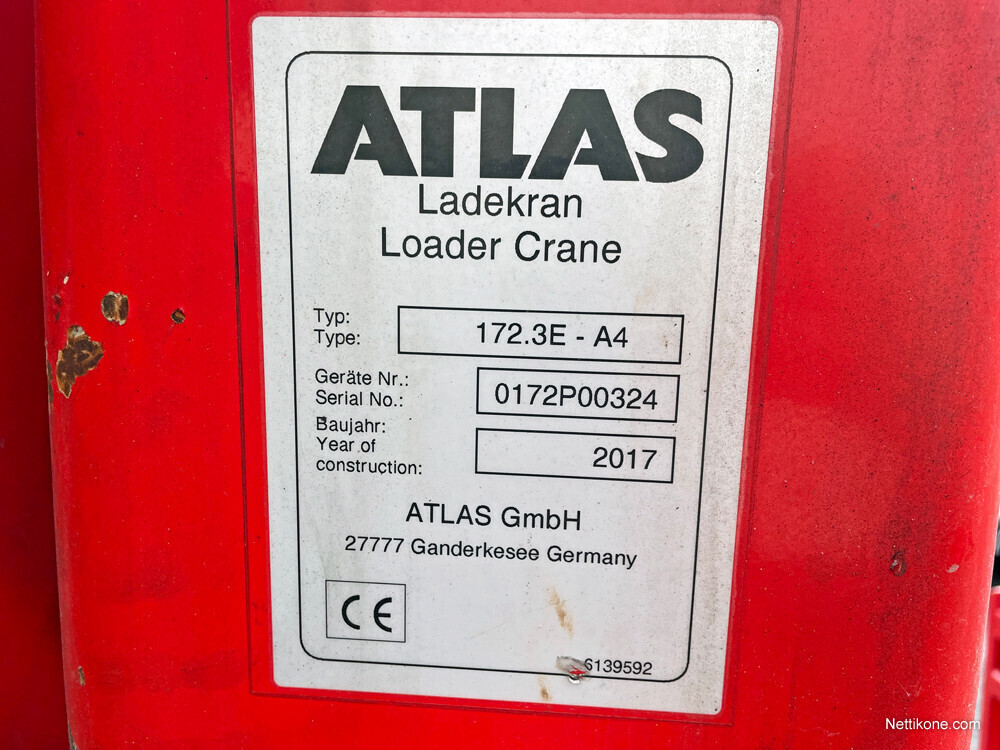 ATLAS
Ladekran
Loader Crane
Typ:
Type:
172.3E - A4
Geräte Nr.:
Serial No.:
0172P00324
Baujahr:
Year of
construction:
2017
ATLAS GmbH
27777 Ganderkesee Germany
CE
6139592
Nettikone.com